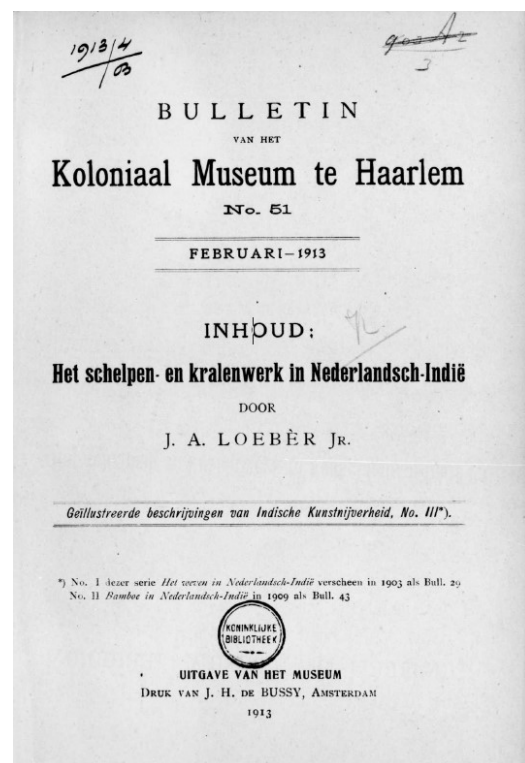 1913/4
B
3
BULLETIN
VAN HET
Koloniaal Museum te Haarlem
No. 51
FEBRUARI—1913
INHOUD:
Het schelpen- en kralenwerk in Nederlandsch-Indië
DOOR
J. A. LOEBÈR JR.
Geïllustreerde beschrijvingen van Indische Kunstnijverheid, No. III*).
*) No. I dezer serie Het weven in Nederlandsch-Indië verscheen in 1903 als Bull. 29
No. II Bamboe in Nederlandsch-Indië in 1909 als Bull. 43
KONINKLIJKE
BIBLIOTHEEK
UITGAVE VAN HET MUSEUM
DRUK VAN J. H. DE BUSSY, AMSTERDAM
1913